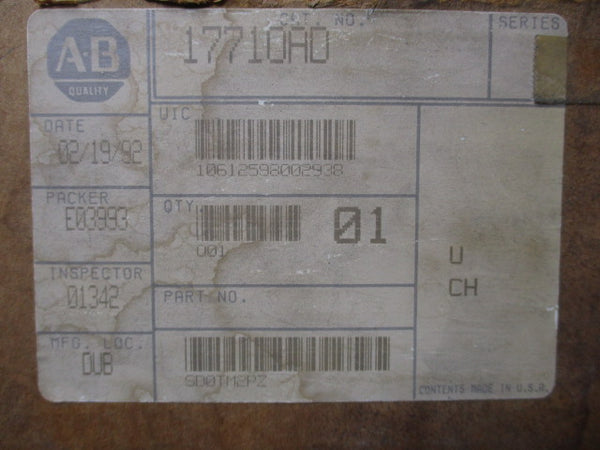 A-B
QUALITY
CAT. NO.
1771OAD
SERIES
DATE
02/19/92
UIC
10612598002938
PACKER
E03993
QTY
01
001
INSPECTOR
01342
PART NO.
U
CH
MFG. LOC.
DUB
SD0TM2PZ
CONTENTS MADE IN U.S.A.